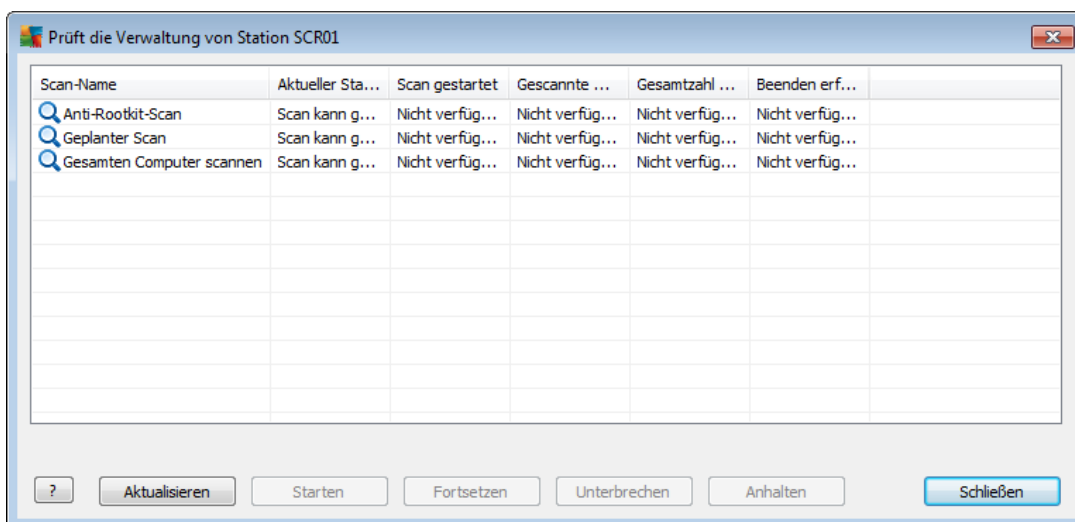 Prüft die Verwaltung von Station SCR01
Scan-Name Aktueller Sta... Scan gestartet Gescannte ... Gesamtzahl ... Beenden erf...
Anti-Rootkit-Scan Scan kann g... Nicht verfüg... Nicht verfüg... Nicht verfüg... Nicht verfüg...
Geplanter Scan Scan kann g... Nicht verfüg... Nicht verfüg... Nicht verfüg... Nicht verfüg...
Gesamten Computer scannen Scan kann g... Nicht verfüg... Nicht verfüg... Nicht verfüg... Nicht verfüg...
? Aktualisieren Starten Fortsetzen Unterbrechen Anhalten Schließen